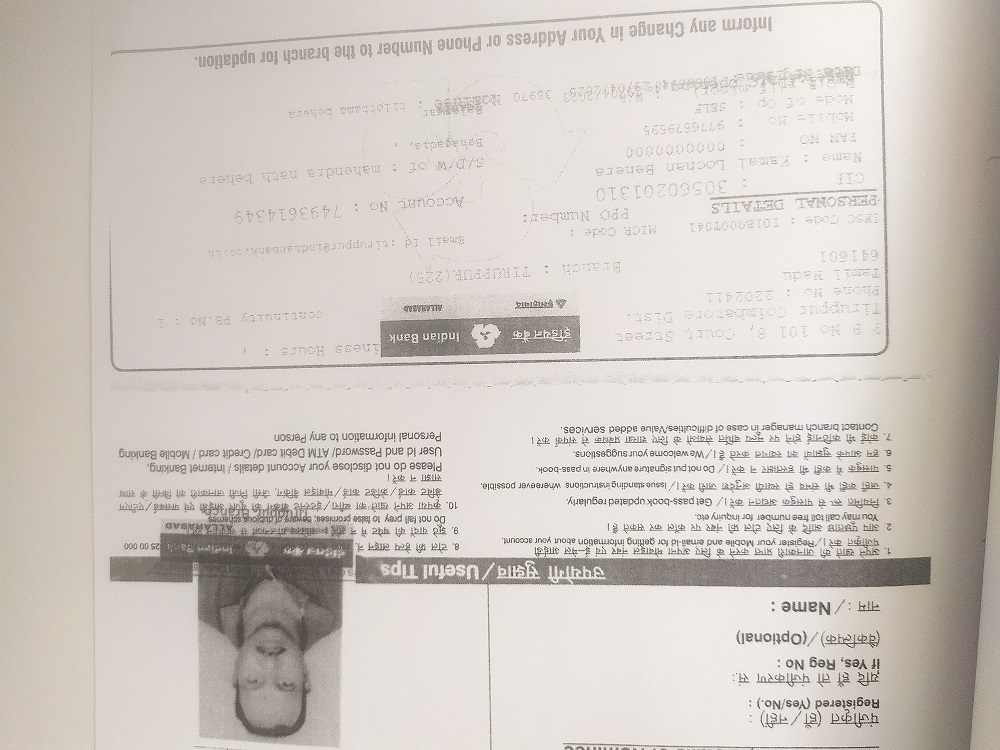 पंजीकृत (हाँ/नहीं) :
Registered (Yes/No.) :
यदि हाँ तो पंजीकरण सं.:
If Yes, Reg No :
(वैकल्पिक)/(Optional)
नाम :/ Name :
उपयोगी सुझाव/Useful Tips
1. अपने खाते की जानकारी प्राप्त करने के लिए अपना मोबाइल नंबर एवं ई-मेल आईडी
पंजीकृत करें।/Register your Mobile and email-id for getting information about your account.
2. आप पूछताछ आदि के लिए टोल फ्री नंबर पर कॉल कर सकते हैं।
You may call toll free number for inquiry etc.
3. नियमित रूप से पासबुक अद्यतन करें।/ Get pass-book updated regularly.
4. जहाँ कहीं भी संभव हो स्थायी अनुदेश जारी करें।/Issue standing instructions wherever possible.
5. पासबुक में कहीं भी हस्ताक्षर न करें।/Do not put signature anywhere in pass-book.
6. हम आपके सुझावों का स्वागत करते हैं।/We welcome your suggestions.
7. कोई भी कठिनाई होने पर मूल्य वर्धित सेवाओं के लिए शाखा प्रबंधक से संपर्क करें।
Contact branch manager in case of difficulties/Value added services.
इंडियन बैंक Indian Bank
ALLAHABAD
Tiruppur Branch
8. टोल फ्री हेल्प लाइन नं. 25 00 000
9. झूठे वादों की चपेट में न
Do not fall prey to false promises; beware of dubious schemes
10. कृपया अपने खाते का ब्यौरा/इंटरनेट बैंकिंग की यूजर आईडी एवं पासवर्ड/एटीएम
डेबिट कार्ड/क्रेडिट कार्ड/मोबाइल बैंकिंग, जैसी निजी जानकारी को किसी के साथ
साझा न करें।
Please do not disclose your Account details / Internet Banking,
User Id and Password/ ATM Debit card/ Credit card / Mobile Banking
Personal information to any Person
P B No 101 8, Court Street
Tiruppur Coimbatore Dist.
Phone No : 2202411
Tamil Nadu
641601
इंडियन बैंक Indian Bank
इलाहाबाद ALLAHABAD
iness Hours : ,
continuity PB.No : 1
Branch : TIRUPPUR(225)
Email Id :tiruppur@indianbank.co.in
IFSC Code : IDIB000T041 MICR Code :
PERSONAL DETAILS PPO Number:
Account No : 7493614349
CIF : 30560201310
Name : Kamal Lochan Behera
S/D/W of : mahendra nath behera
PAN NO : 0000000000
Behagadia, ,
Mobile No : 9776579595
Mode of Op : SELF
Balaswar
35970
: tilottama behera
Inform any Change in Your Address or Phone Number to the branch for updation.